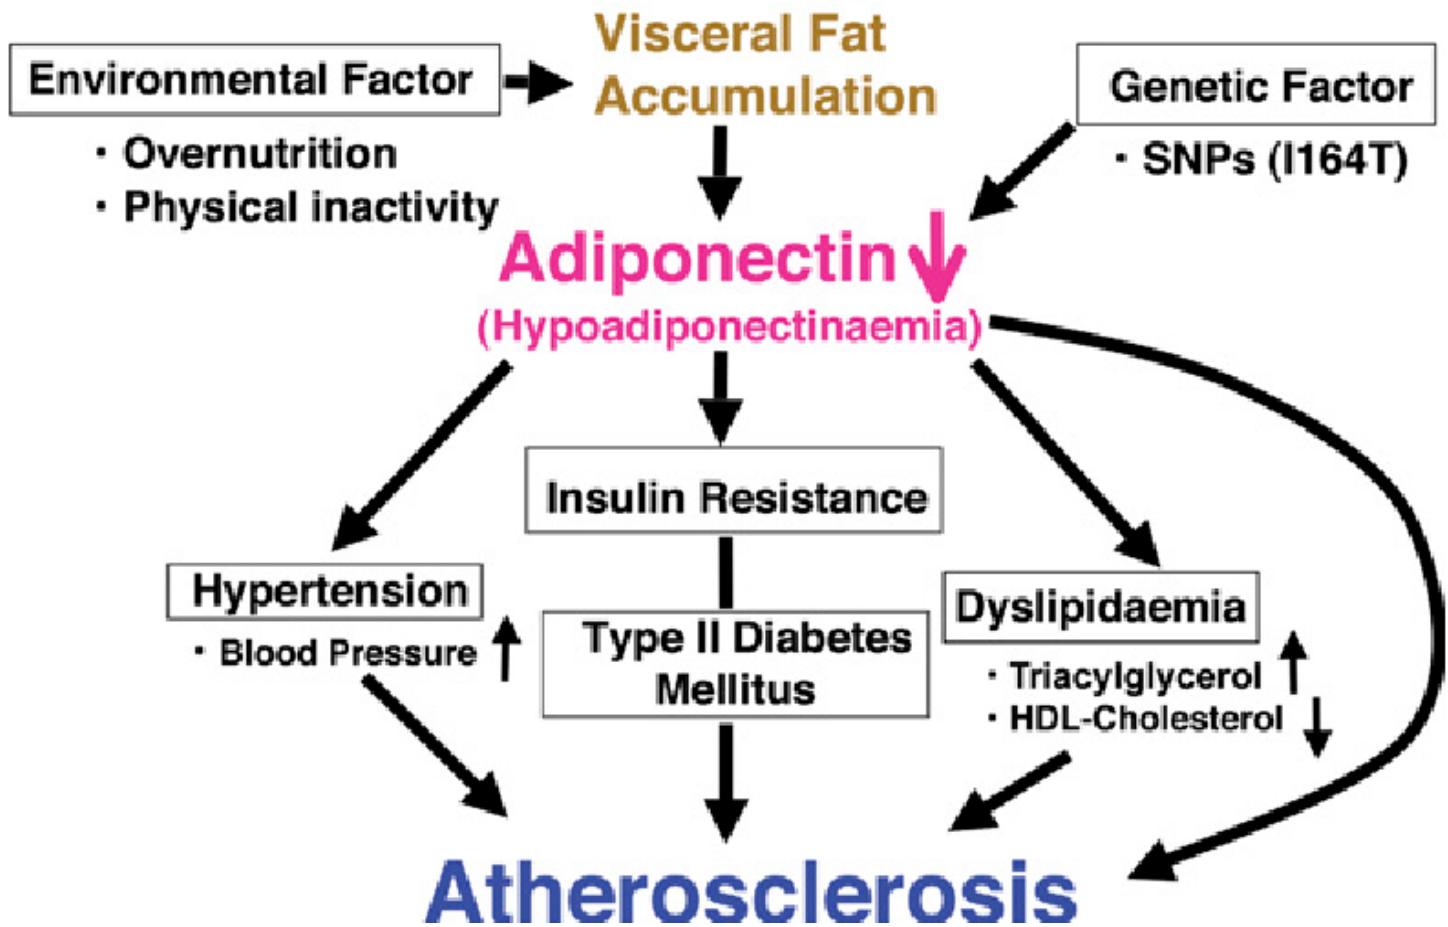 Visceral Fat
Accumulation
Environmental Factor
· Overnutrition
· Physical inactivity
Genetic Factor
· SNPs (I164T)
Adiponectin
(Hypoadiponectinaemia)
Insulin Resistance
Hypertension
· Blood Pressure
Type II Diabetes
Mellitus
Dyslipidaemia
· Triacylglycerol
· HDL-Cholesterol
Atherosclerosis